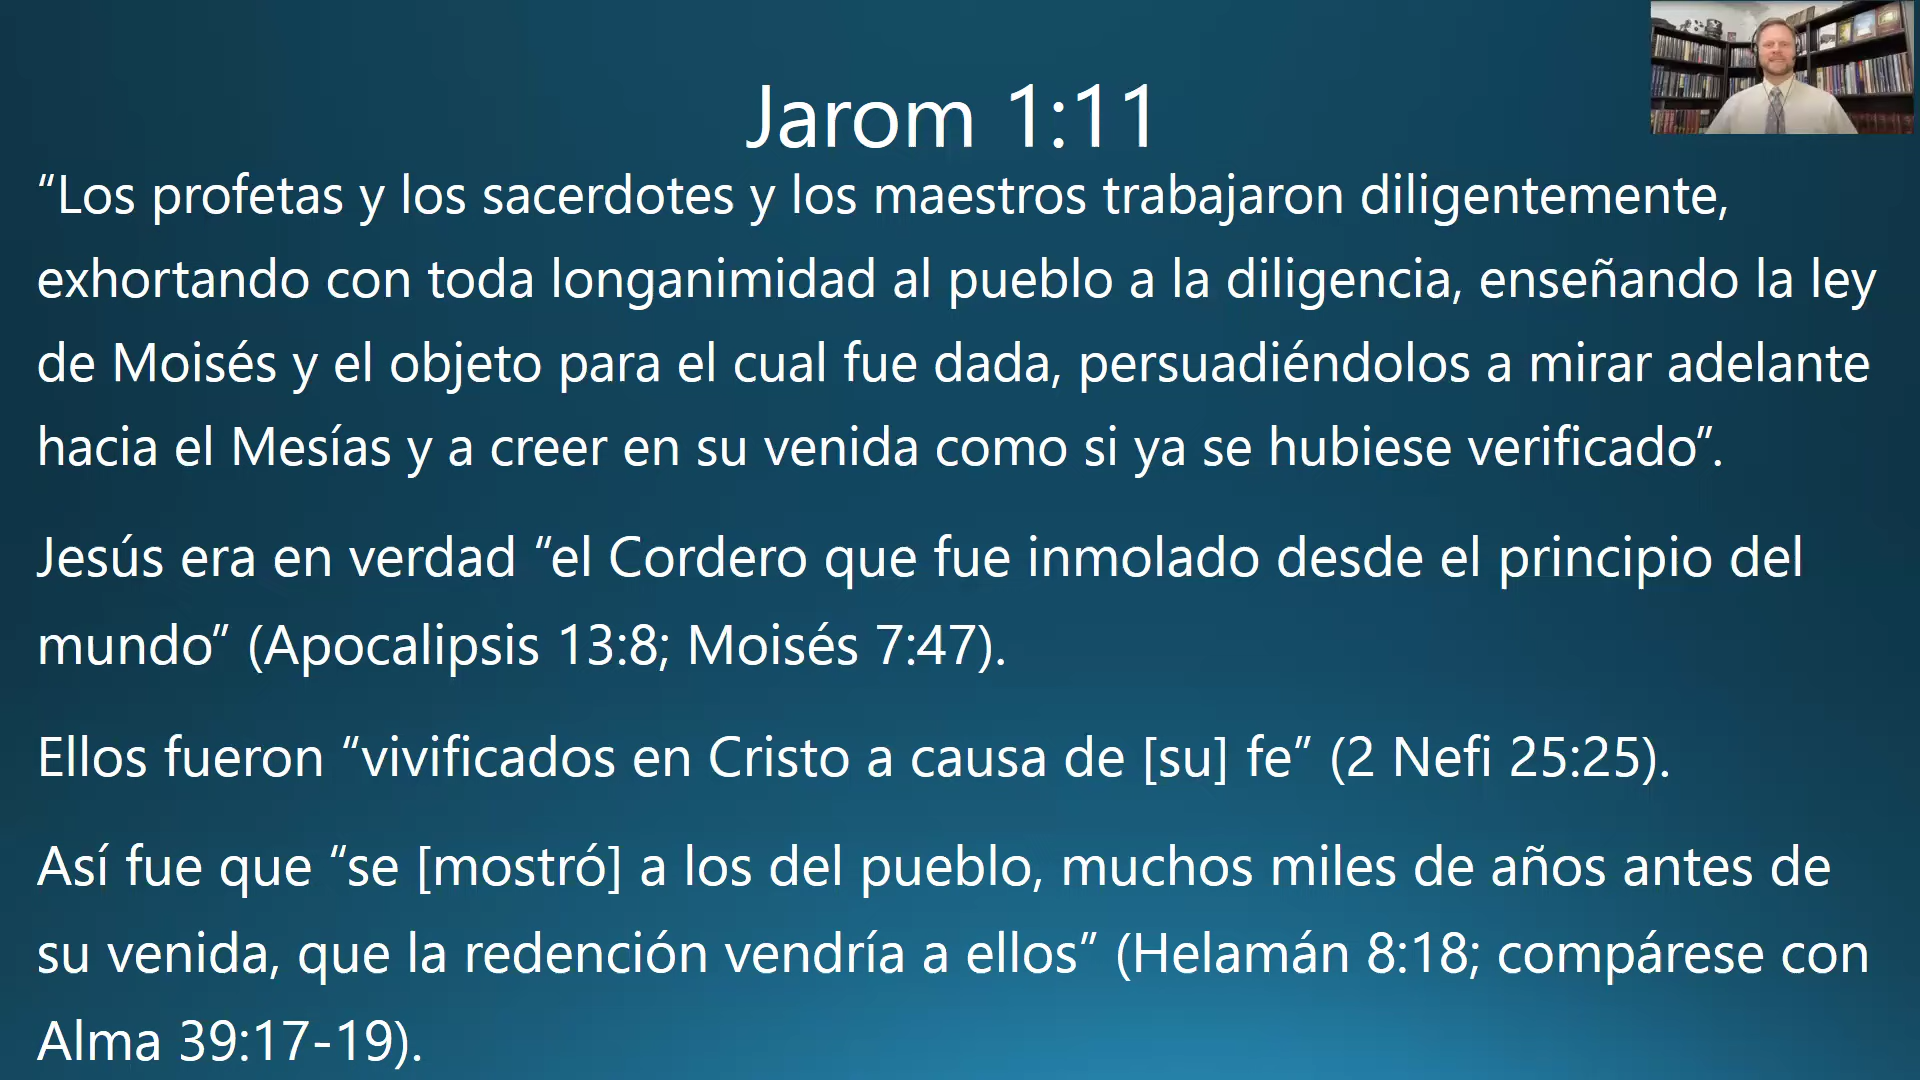 Jarom 1:11
“Los profetas y los sacerdotes y los maestros trabajaron diligentemente,
exhortando con toda longanimidad al pueblo a la diligencia, enseñando la ley
de Moisés y el objeto para el cual fue dada, persuadiéndolos a mirar adelante
hacia el Mesías y a creer en su venida como si ya se hubiese verificado”.
Jesús era en verdad “el Cordero que fue inmolado desde el principio del
mundo” (Apocalipsis 13:8; Moisés 7:47).
Ellos fueron “vivificados en Cristo a causa de [su] fe” (2 Nefi 25:25).
Así fue que “se [mostró] a los del pueblo, muchos miles de años antes de
su venida, que la redención vendría a ellos” (Helamán 8:18; compárese con
Alma 39:17-19).